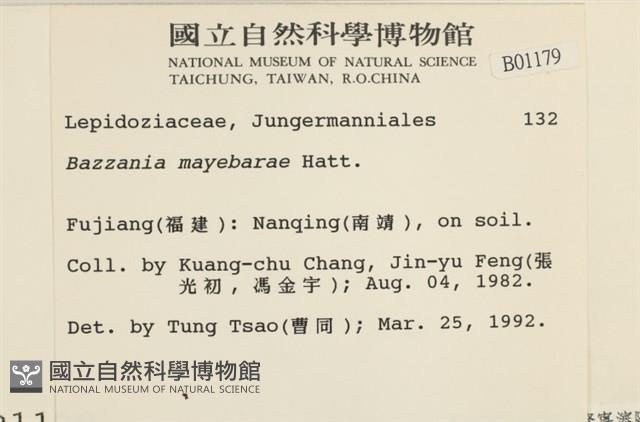 國立自然科學博物館
NATIONAL MUSEUM OF NATURAL SCIENCE
TAICHUNG, TAIWAN, R.O.CHINA
B01179
Lepidoziaceae, Jungermanniales 132
Bazzania mayebarae Hatt.
Fujiang(福建): Nanqing(南靖), on soil.
Coll. by Kuang-chu Chang, Jin-yu Feng(張
光初, 馮金宇); Aug. 04, 1982.
Det. by Tung Tsao(曹同); Mar. 25, 1992.
國立自然科學博物館
NATIONAL MUSEUM OF NATURAL SCIENCE